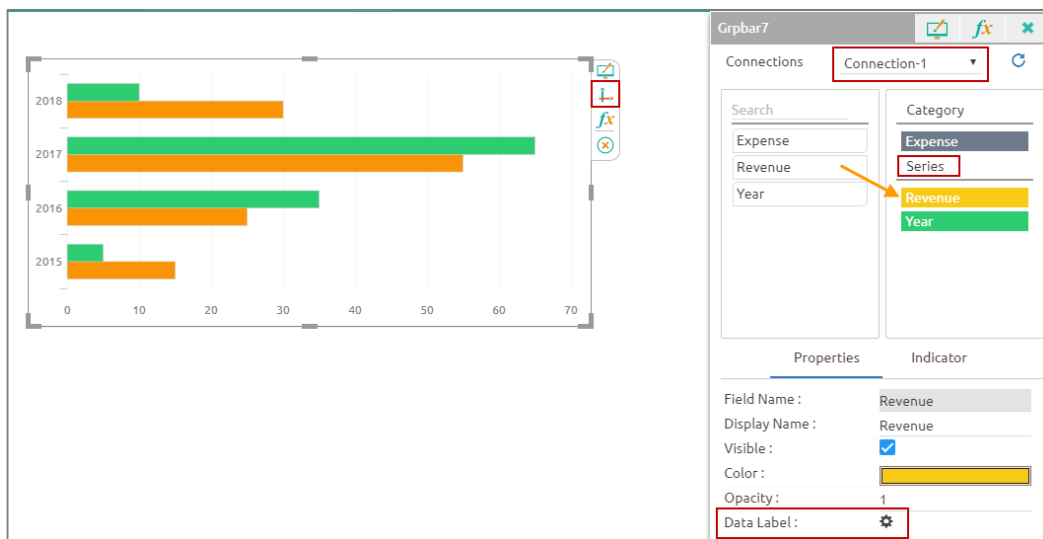 2018
2017
2016
2015
0 10 20 30 40 50 60 70
fx
Grpbar7
fx
Connections Connection-1
Search
Expense
Revenue
Year
Category
Expense
Series
Revenue
Year
Properties Indicator
Field Name : Revenue
Display Name : Revenue
Visible :
Color :
Opacity : 1
Data Label :